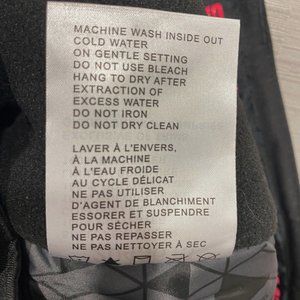 MACHINE WASH INSIDE OUT
COLD WATER
ON GENTLE SETTING
DO NOT USE BLEACH
HANG TO DRY AFTER
EXTRACTION OF
EXCESS WATER
DO NOT IRON
DO NOT DRY CLEAN
LAVER À L'ENVERS,
À LA MACHINE
À L'EAU FROIDE
AU CYCLE DÉLICAT
NE PAS UTILISER
D'AGENT DE BLANCHIMENT
ESSORER ET SUSPENDRE
POUR SÉCHER
NE PAS REPASSER
NE PAS NETTOYER À SEC